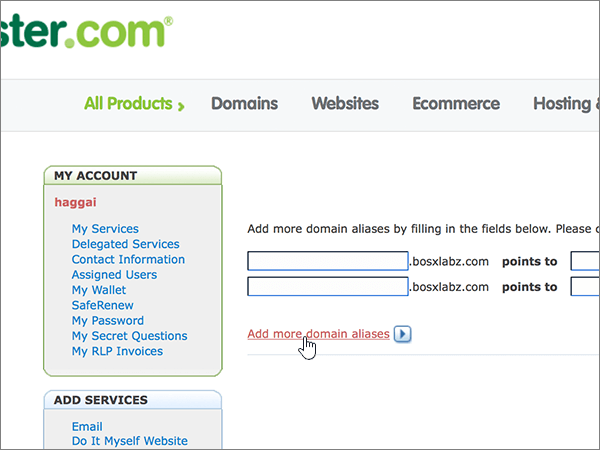 ster.com®
All Products Domains Websites Ecommerce Hosting &
MY ACCOUNT
haggai
My Services
Delegated Services
Contact Information
Assigned Users
My Wallet
SafeRenew
My Password
My Secret Questions
My RLP Invoices
Add more domain aliases by filling in the fields below. Please
.bosxlabz.com points to
.bosxlabz.com points to
Add more domain aliases
ADD SERVICES
Email
Do It Myself Website